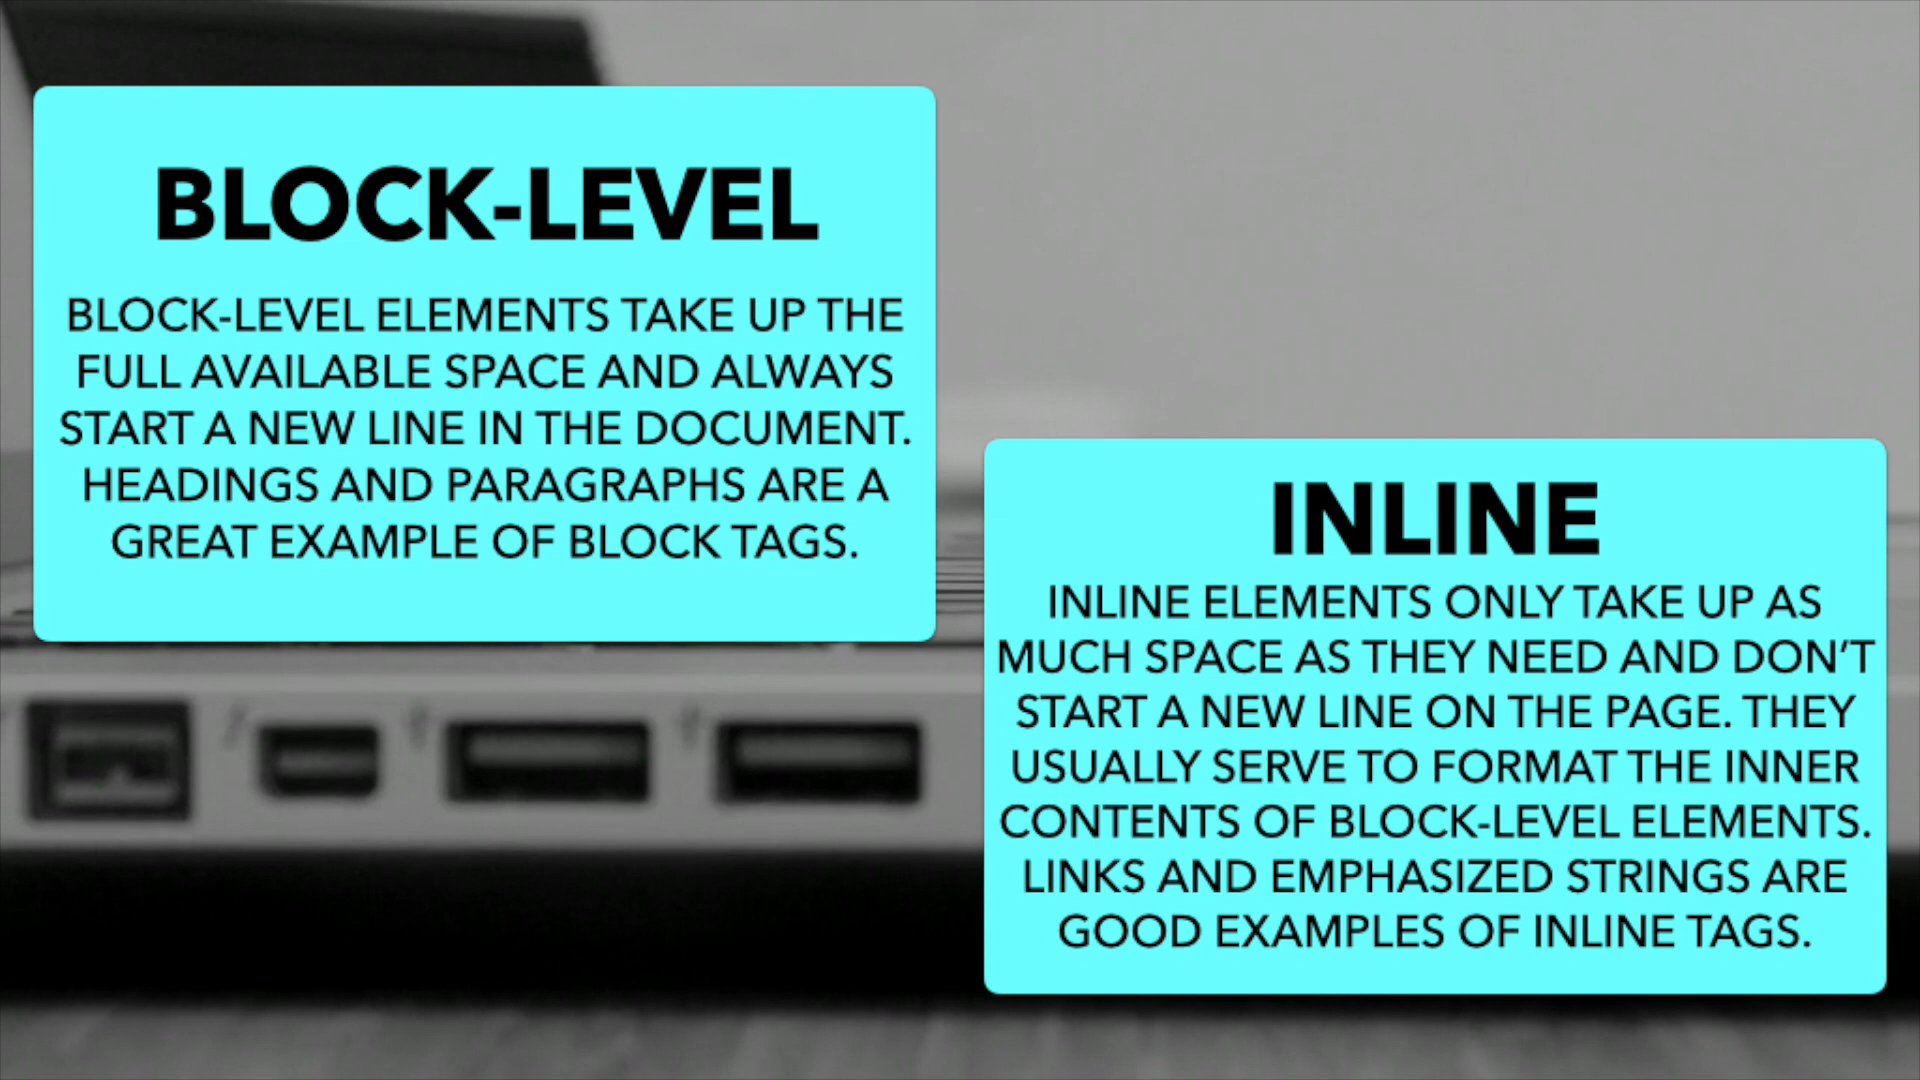 BLOCK-LEVEL
BLOCK-LEVEL ELEMENTS TAKE UP THE
FULL AVAILABLE SPACE AND ALWAYS
START A NEW LINE IN THE DOCUMENT.
HEADINGS AND PARAGRAPHS ARE A
GREAT EXAMPLE OF BLOCK TAGS.
INLINE
INLINE ELEMENTS ONLY TAKE UP AS
MUCH SPACE AS THEY NEED AND DON’T
START A NEW LINE ON THE PAGE. THEY
USUALLY SERVE TO FORMAT THE INNER
CONTENTS OF BLOCK-LEVEL ELEMENTS.
LINKS AND EMPHASIZED STRINGS ARE
GOOD EXAMPLES OF INLINE TAGS.